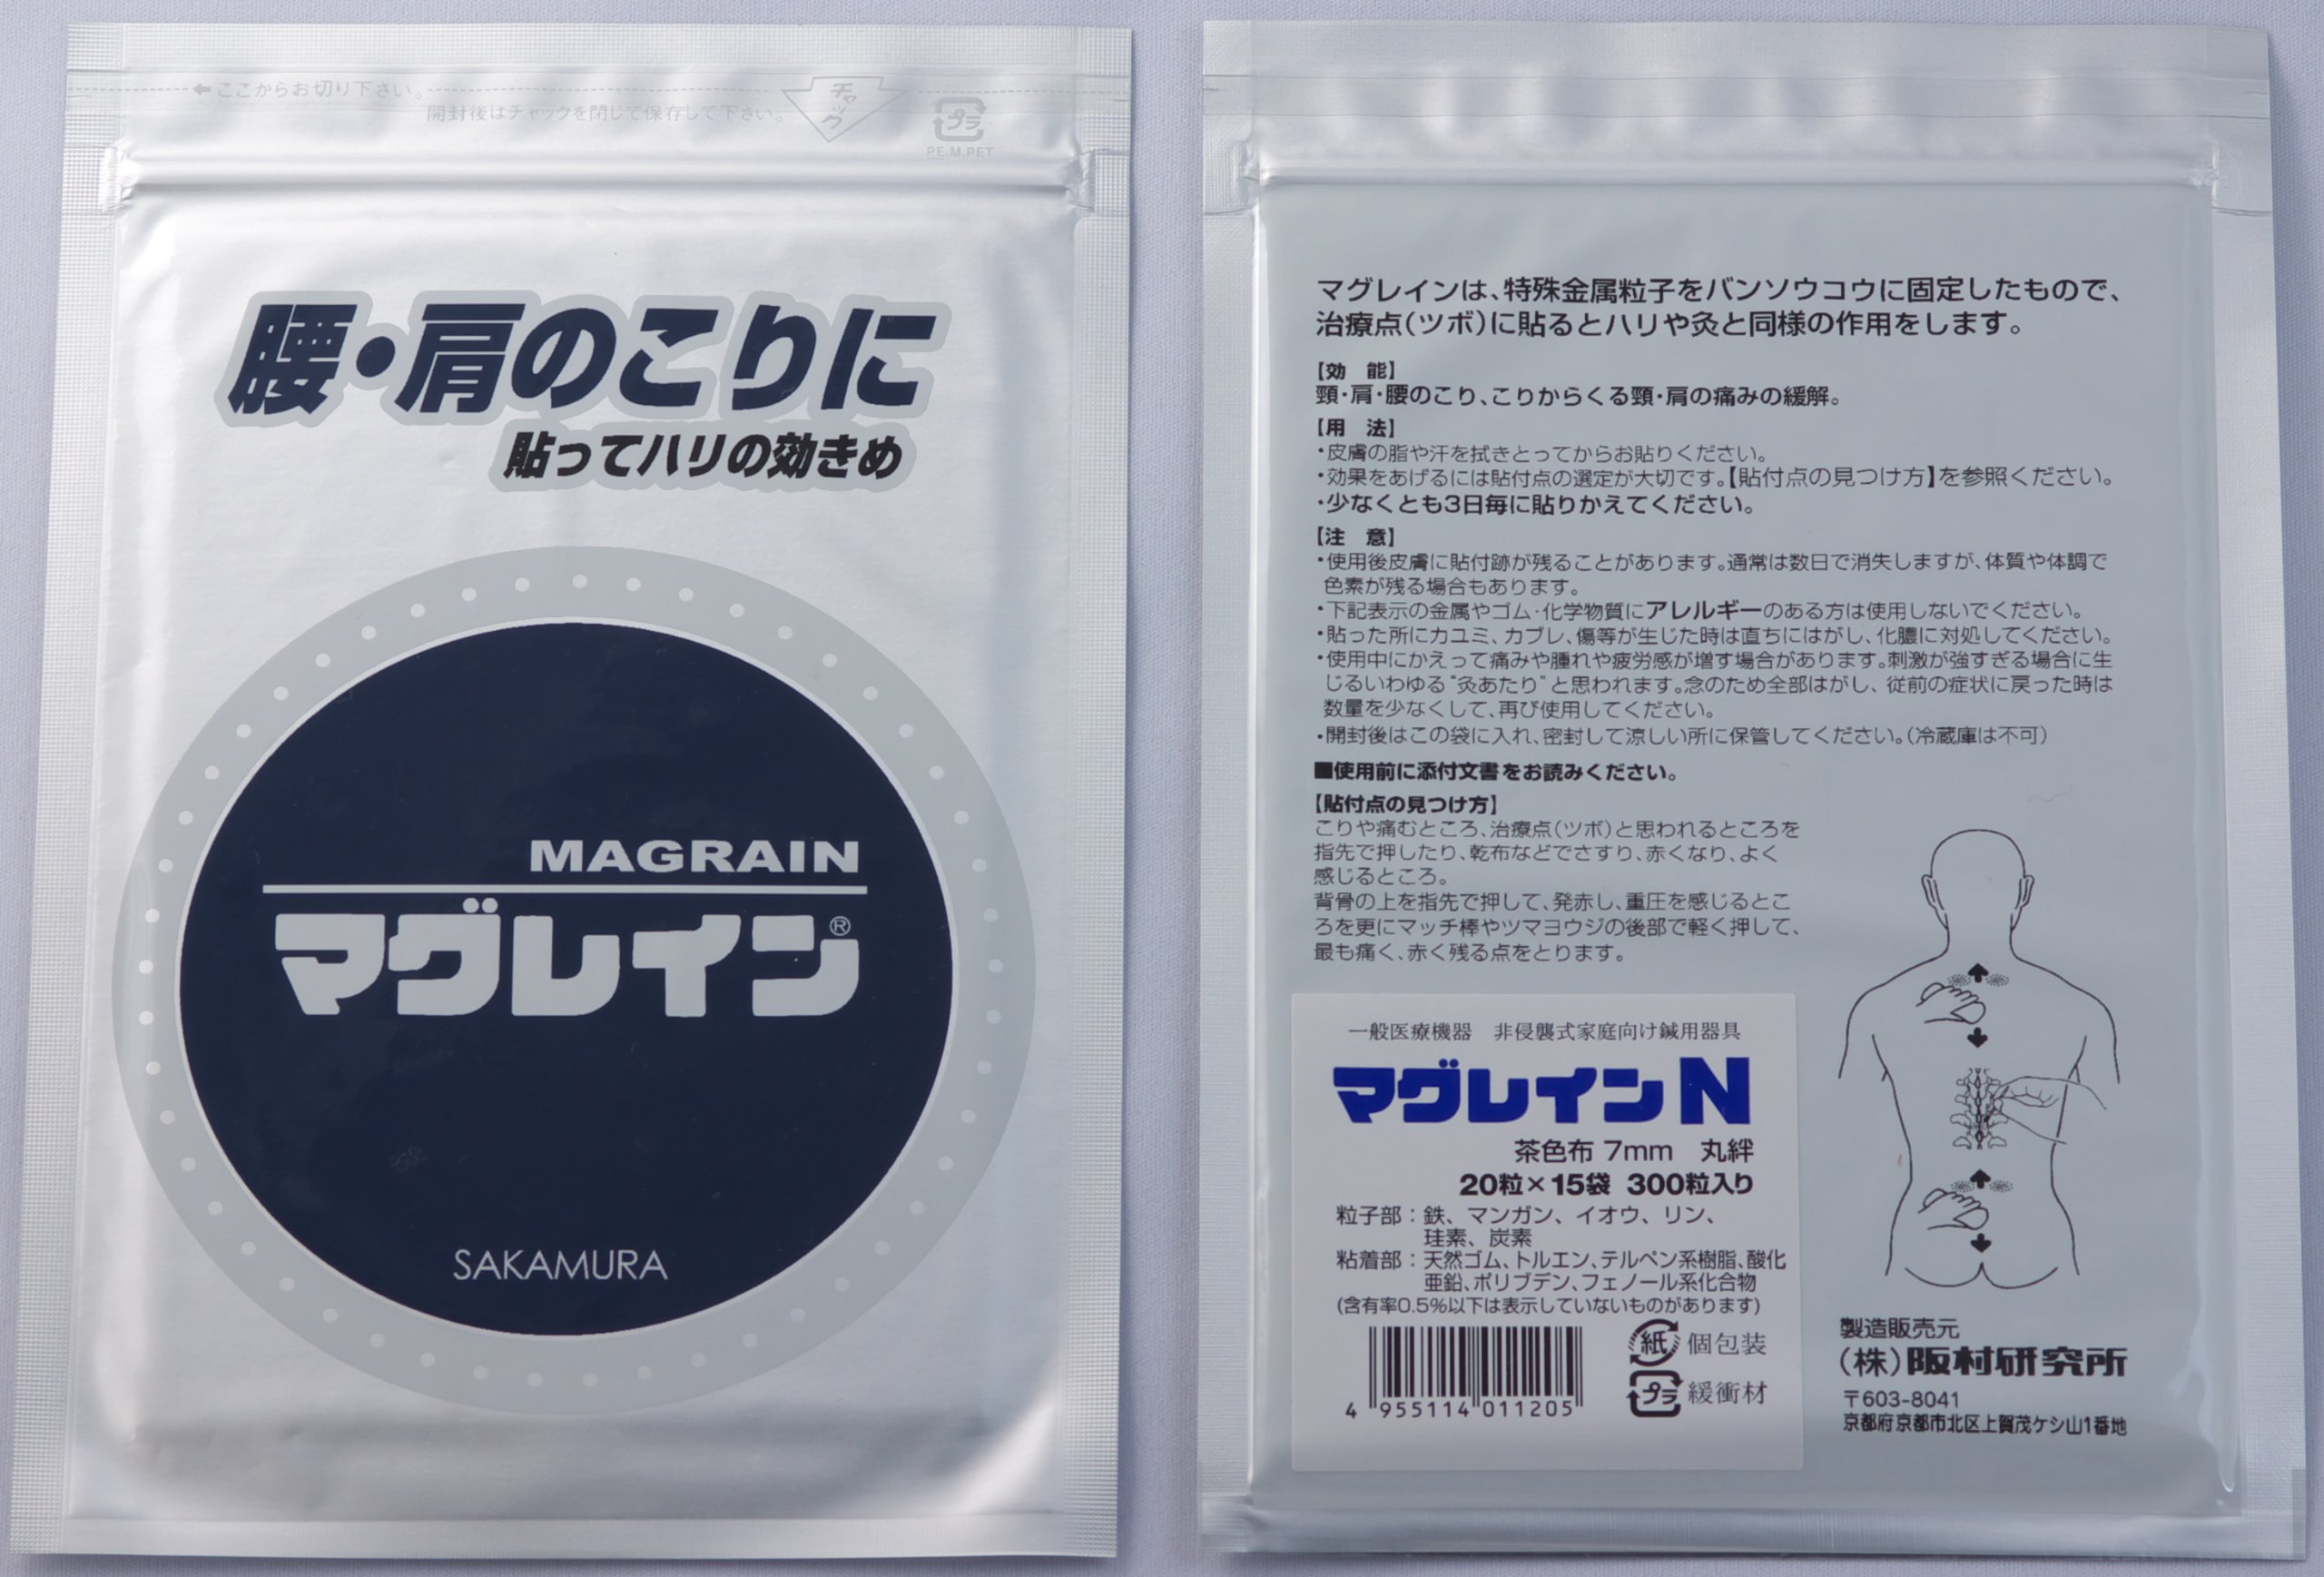 ここからお切り下さい。
開封後はチャックを閉じて保存して下さい。
チャック
プラ
PE.M.PET
腰・肩のこりに
貼ってハリの効きめ
MAGRAIN
マグレイン®
SAKAMURA
マグレインは、特殊金属粒子をバンソウコウに固定したもので、
治療点(ツボ)に貼るとハリや灸と同様の作用をします。
【効　能】
頸・肩・腰のこり、こりからくる頸・肩の痛みの緩解。
【用　法】
・皮膚の脂や汗を拭きとってからお貼りください。
・効果をあげるには貼付点の選定が大切です。【貼付点の見つけ方】を参照ください。
・少なくとも3日毎に貼りかえてください。
【注　意】
・使用後皮膚に貼付跡が残ることがあります。通常は数日で消失しますが、体質や体調で
色素が残る場合もあります。
・下記表示の金属やゴム・化学物質にアレルギーのある方は使用しないでください。
・貼った所にカユミ、カブレ、傷等が生じた時は直ちにはがし、化膿に対処してください。
・使用中にかえって痛みや腫れや疲労感が増す場合があります。刺激が強すぎる場合に生
じるいわゆる“灸あたり”と思われます。念のため全部はがし、従前の症状に戻った時は
数量を少なくして、再び使用してください。
・開封後はこの袋に入れ、密封して涼しい所に保管してください。(冷蔵庫は不可)
■使用前に添付文書をお読みください。
【貼付点の見つけ方】
こりや痛むところ、治療点(ツボ)と思われるところを
指先で押したり、乾布などでさすり、赤くなり、よく
感じるところ。
背骨の上を指先で押して、発赤し、重圧を感じるとこ
ろを更にマッチ棒やツマヨウジの後部で軽く押して、
最も痛く、赤く残る点をとります。
一般医療機器　非侵襲式家庭向け鍼用器具
マグレインN
茶色布 7mm　丸絆
20粒×15袋 300粒入り
粒子部：鉄、マンガン、イオウ、リン、
珪素、炭素
粘着部：天然ゴム、トルエン、テルペン系樹脂、酸化
亜鉛、ポリブデン、フェノール系化合物
(含有率0.5%以下は表示していないものがあります)
4 955114 011205
紙 個包装
プラ 緩衝材
製造販売元
(株)阪村研究所
〒603-8041
京都府京都市北区上賀茂ケシ山1番地